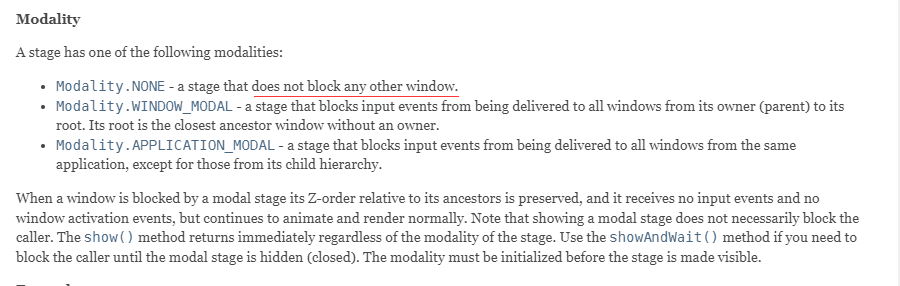 Modality
A stage has one of the following modalities:
• Modality.NONE - a stage that does not block any other window.
• Modality.WINDOW_MODAL - a stage that blocks input events from being delivered to all windows from its owner (parent) to its
root. Its root is the closest ancestor window without an owner.
• Modality.APPLICATION_MODAL - a stage that blocks input events from being delivered to all windows from the same
application, except for those from its child hierarchy.
When a window is blocked by a modal stage its Z-order relative to its ancestors is preserved, and it receives no input events and no
window activation events, but continues to animate and render normally. Note that showing a modal stage does not necessarily block the
caller. The show() method returns immediately regardless of the modality of the stage. Use the showAndWait() method if you need to
block the caller until the modal stage is hidden (closed). The modality must be initialized before the stage is made visible.